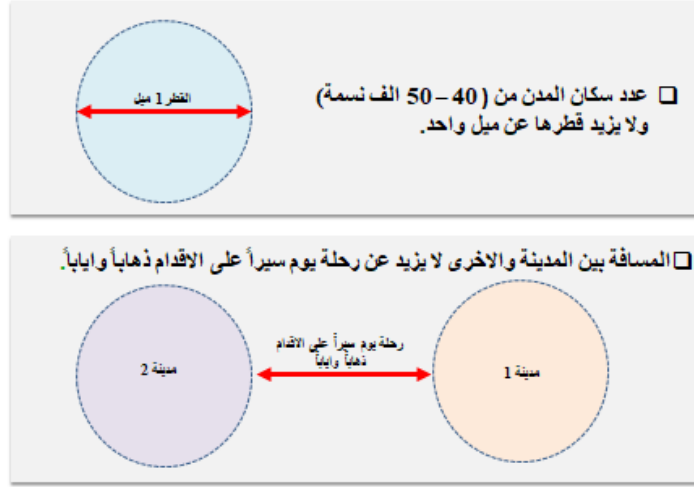 ❑ عدد سكان المدن من (40 – 50 الف نسمة)
ولا يزيد قطرها عن ميل واحد.
القطر 1 ميل
❑ المسافة بين المدينة والاخرى لا يزيد عن رحلة يوم سيراً على الاقدام ذهاباً واياباً.
مدينة 1
رحلة يوم سيراً على الاقدام
ذهاباً واياباً
مدينة 2